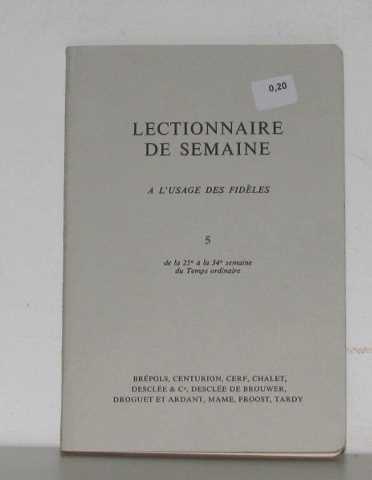 0,20
LECTIONNAIRE
DE SEMAINE
A L'USAGE DES FIDÈLES
5
de la 25e à la 34e semaine
du Temps ordinaire
BRÉPOLS, CENTURION, CERF, CHALET,
DESCLÉE & Cie, DESCLÉE DE BROUWER,
DROGUET ET ARDANT, MAME, PROOST, TARDY